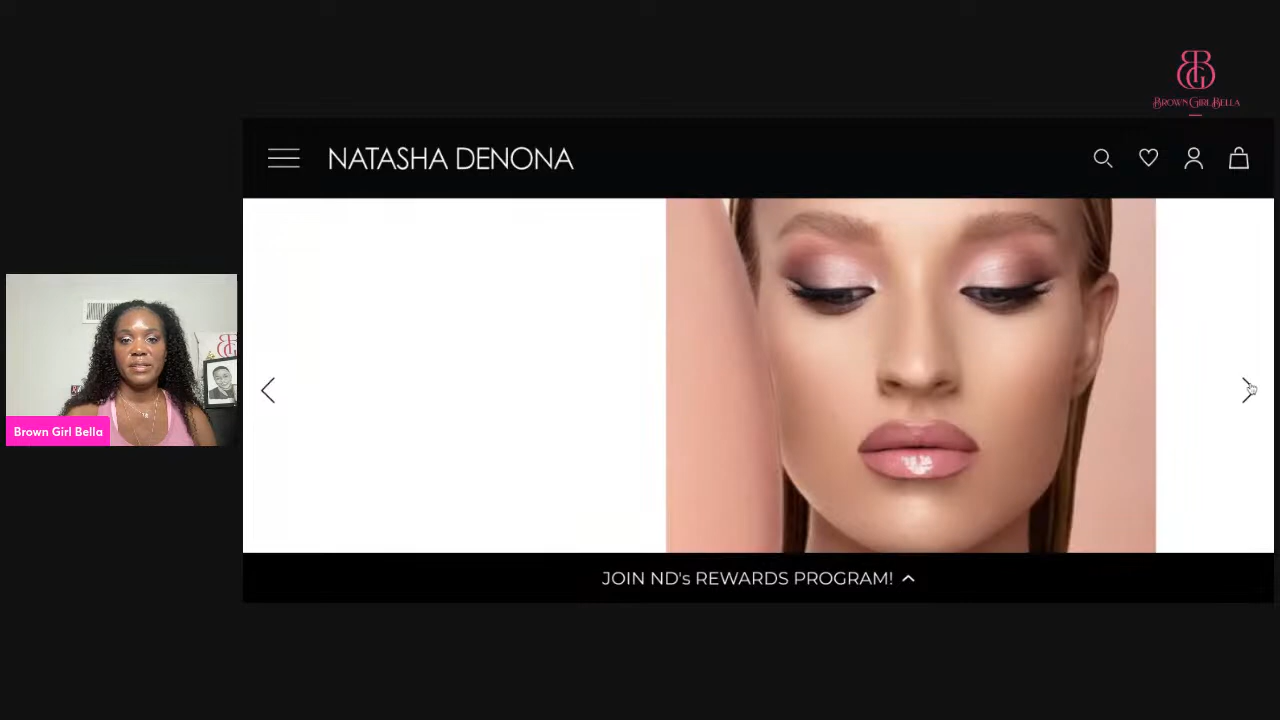 BROWN GIRL BELLA
NATASHA DENONA
Brown Girl Bella
JOIN ND's REWARDS PROGRAM!